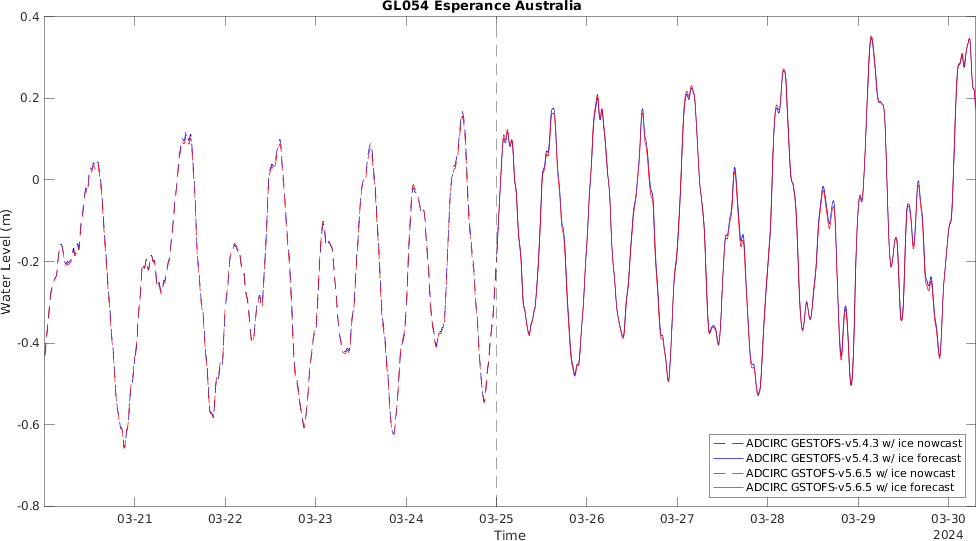 GL054 Esperance Australia
0.4
0.2
0
-0.2
-0.4
-0.6
-0.8
Water Level (m)
ADCIRC GESTOFS-v5.4.3 w/ ice nowcast
ADCIRC GESTOFS-v5.4.3 w/ ice forecast
ADCIRC GSTOFS-v5.6.5 w/ ice nowcast
ADCIRC GSTOFS-v5.6.5 w/ ice forecast
03-21 03-22 03-23 03-24 03-25 03-26 03-27 03-28 03-29 03-30
Time
2024